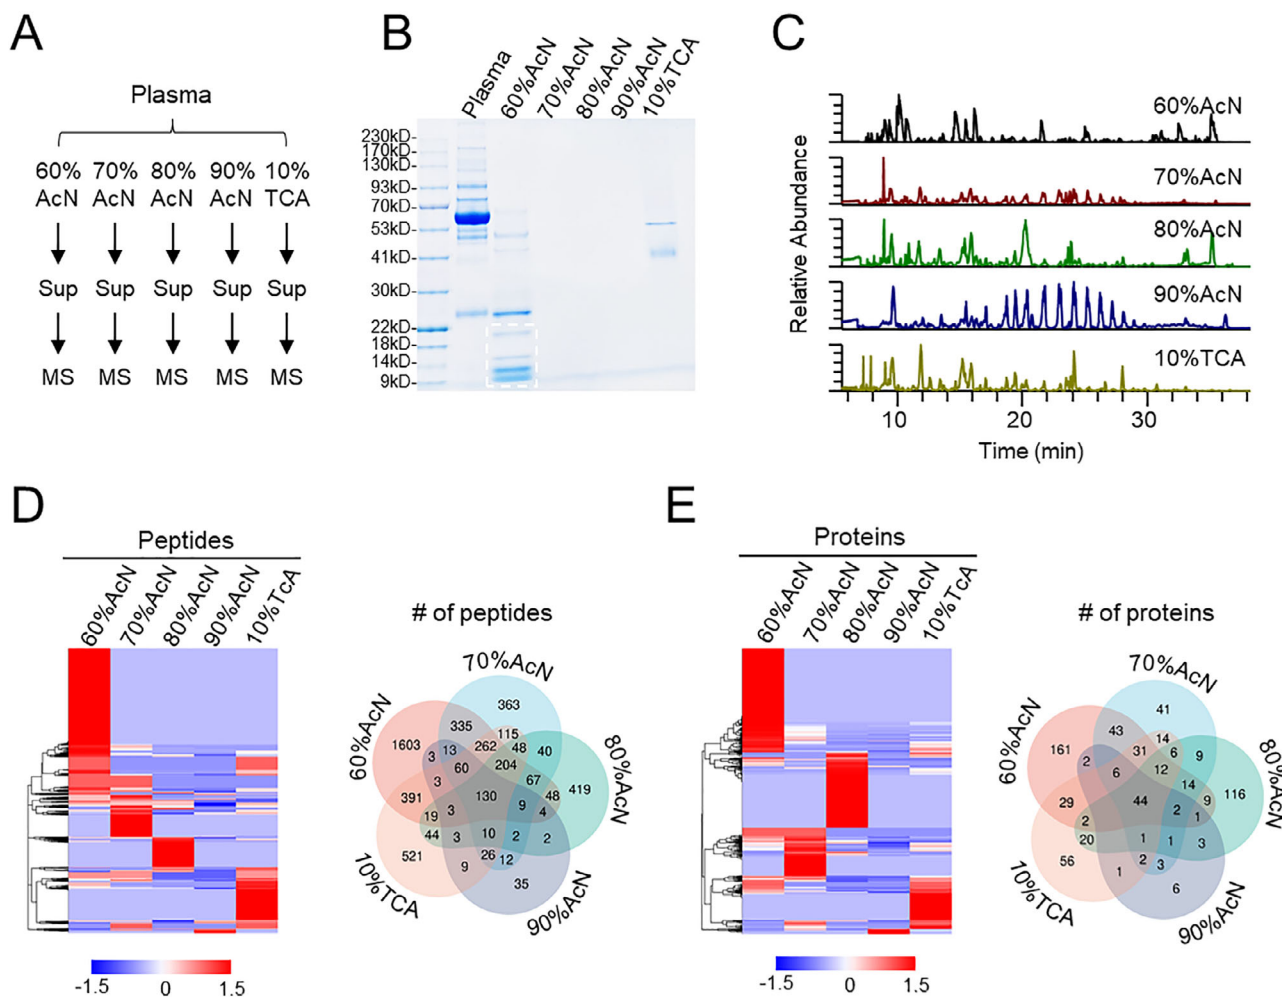 A
Plasma
60% 70% 80% 90% 10%
AcN AcN AcN AcN TCA
Sup Sup Sup Sup Sup
MS MS MS MS MS
B
Plasma
60%AcN
70%AcN
80%AcN
90%AcN
10%TCA
230kD-
170kD-
130kD-
93kD-
70kD-
53kD-
41kD-
30kD-
22kD-
18kD-
14kD-
9kD-
C
Relative Abundance
60%AcN
70%AcN
80%AcN
90%AcN
10%TCA
10 20 30
Time (min)
D
Peptides
60%AcN
70%AcN
80%AcN
90%AcN
10%TcA
-1.5 0 1.5
# of peptides
70%AcN
60%AcN
80%AcN
10%TCA
90%AcN
363
335 115
1603 13 262 48 40
3 60 204
3 67
391 130 9 48 419
19 3 4
44 3 10 2 2
521 26 12
9
35
E
Proteins
60%AcN
70%AcN
80%AcN
90%AcN
10%TcA
-1.5 0 1.5
# of proteins
70%AcN
60%AcN
80%AcN
10%TCA
90%AcN
41
43 14
161 31 6 9
2 6 12
14
29 44 2 9 116
2 1
20 1 1 3
56 2 3
1
6